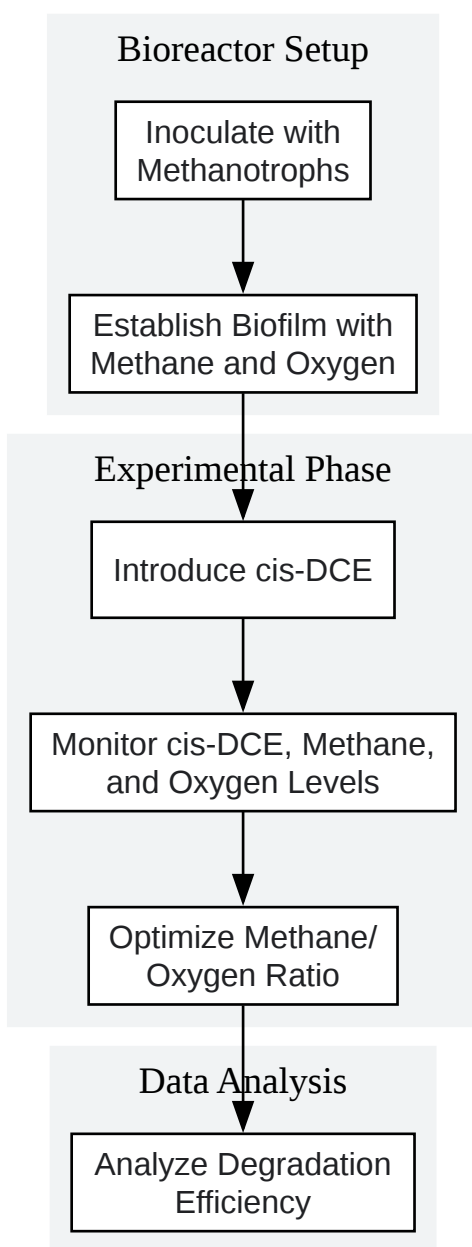 Bioreactor Setup
Inoculate with
Methanotrophs
Establish Biofilm with
Methane and Oxygen
Experimental Phase
Introduce cis-DCE
Monitor cis-DCE, Methane,
and Oxygen Levels
Optimize Methane/
Oxygen Ratio
Data Analysis
Analyze Degradation
Efficiency